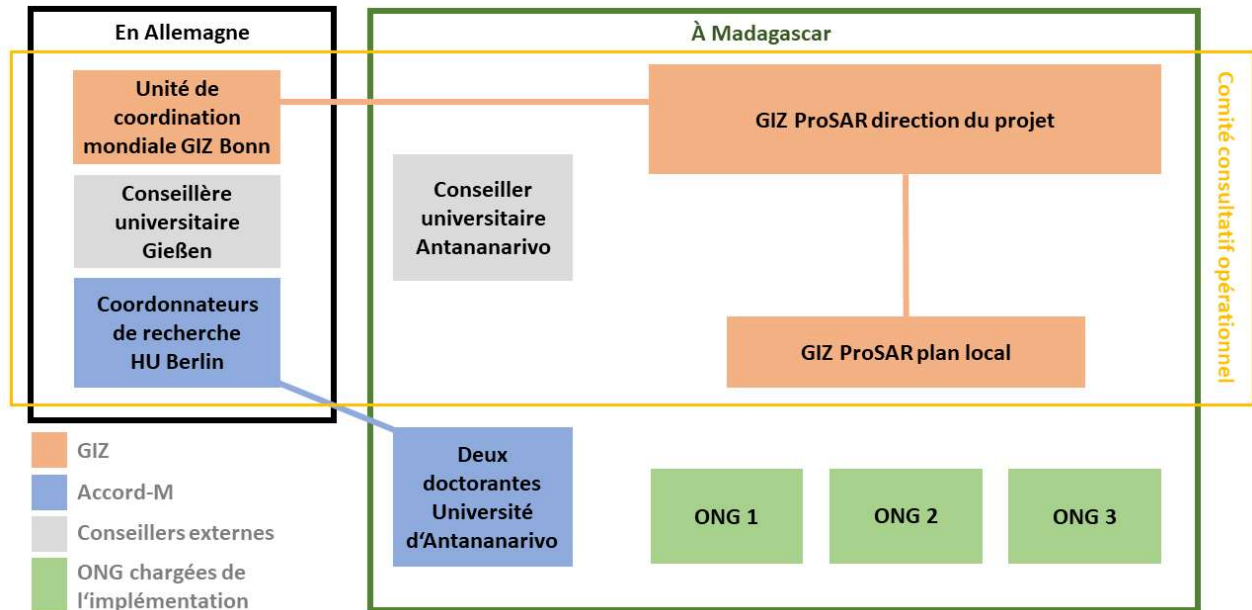 En Allemagne
À Madagascar
Unité de
coordination
mondiale GIZ Bonn
GIZ ProSAR direction du projet
Conseillère
universitaire
Gießen
Conseiller
universitaire
Antananarivo
Coordonnateurs
de recherche
HU Berlin
GIZ ProSAR plan local
Comité consultatif opérationnel
Deux
doctorantes
Université
d‘Antananarivo
ONG 1
ONG 2
ONG 3
GIZ
Accord-M
Conseillers externes
ONG chargées de
l‘implémentation